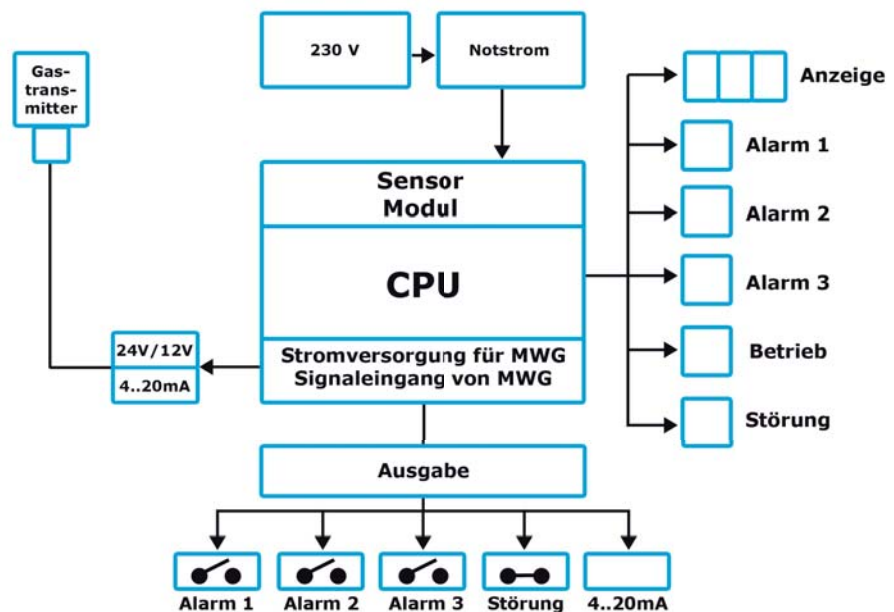 230 V
Notstrom
Gas-
trans-
mitter
Anzeige
Alarm 1
Alarm 2
Alarm 3
Betrieb
Störung
Sensor
Modul
CPU
Stromversorgung für MWG
Signaleingang von MWG
24V/12V
4..20mA
Ausgabe
Alarm 1
Alarm 2
Alarm 3
Störung
4..20mA